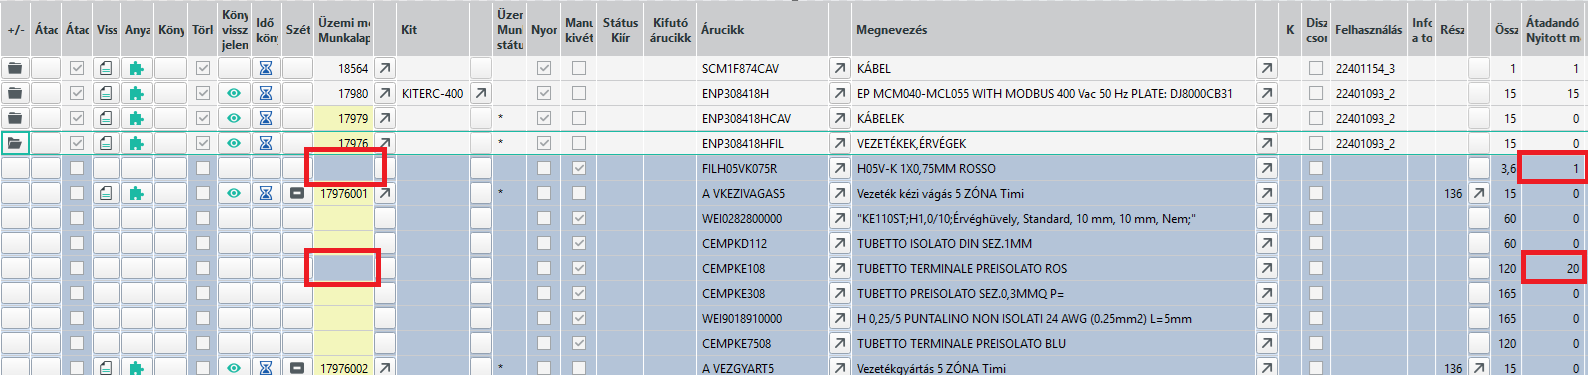 +/- Átac Átac Viss Anya Köny Törl Köny vissz jelen Idő köny Szét Üzemi me Munkalap Kit Üzer Mun státu Nyor Manu kivét Státus Kiír Kifutó árucikk Árucikk Megnevezés K Disz csor Felhasználás Infc a to Rész Össz Átadandó Nyitott m
18564 SCM1F874CAV KÁBEL 22401154_3 1 1
17980 KITERC-400 ENP308418H EP MCM040-MCL055 WITH MODBUS 400 Vac 50 Hz PLATE: DJ8000CB31 22401093_2 15 15
17979 * ENP308418HCAV KÁBELEK 22401093_2 15 0
17976 * ENP308418HFIL VEZETÉKEK,ÉRVÉGEK 22401093_2 15 0
FILH05VK075R H05V-K 1X0,75MM ROSSO 3,6 1
17976001 * A VKEZIVAGAS5 Vezeték kézi vágás 5 ZÓNA Timi 136 15 0
WEI0282800000 "KE110ST;H1,0/10;Érvéghüvely, Standard, 10 mm, 10 mm, Nem;" 60 0
CEMPKD112 TUBETTO ISOLATO DIN SEZ.1MM 60 0
CEMPKE108 TUBETTO TERMINALE PREISOLATO ROS 120 20
CEMPKE308 TUBETTO PREISOLATO SEZ.0,3MMQ P= 165 0
WEI9018910000 H 0,25/5 PUNTALINO NON ISOLATI 24 AWG (0.25mm2) L=5mm 165 0
CEMPKE7508 TUBETTO TERMINALE PREISOLATO BLU 120 0
17976002 * A VEZGYART5 Vezetékgyártás 5 ZÓNA Timi 136 15 0